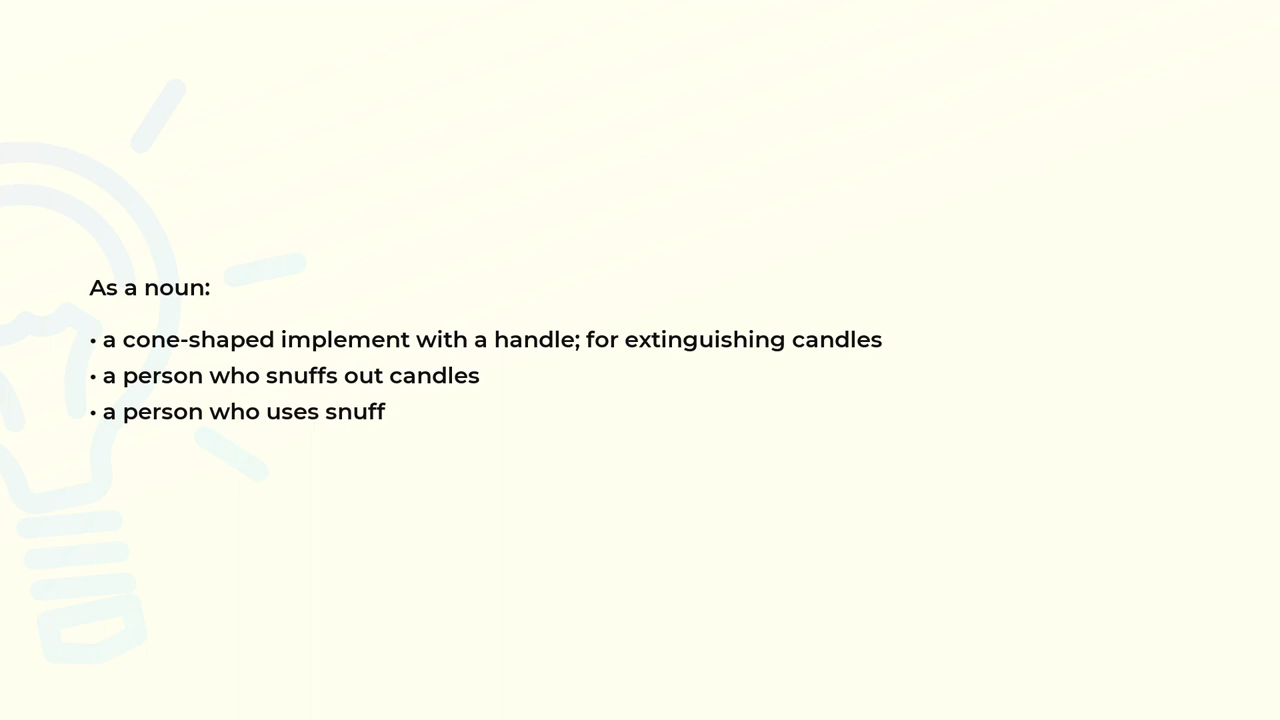 As a noun:
• a cone-shaped implement with a handle; for extinguishing candles
• a person who snuffs out candles
• a person who uses snuff